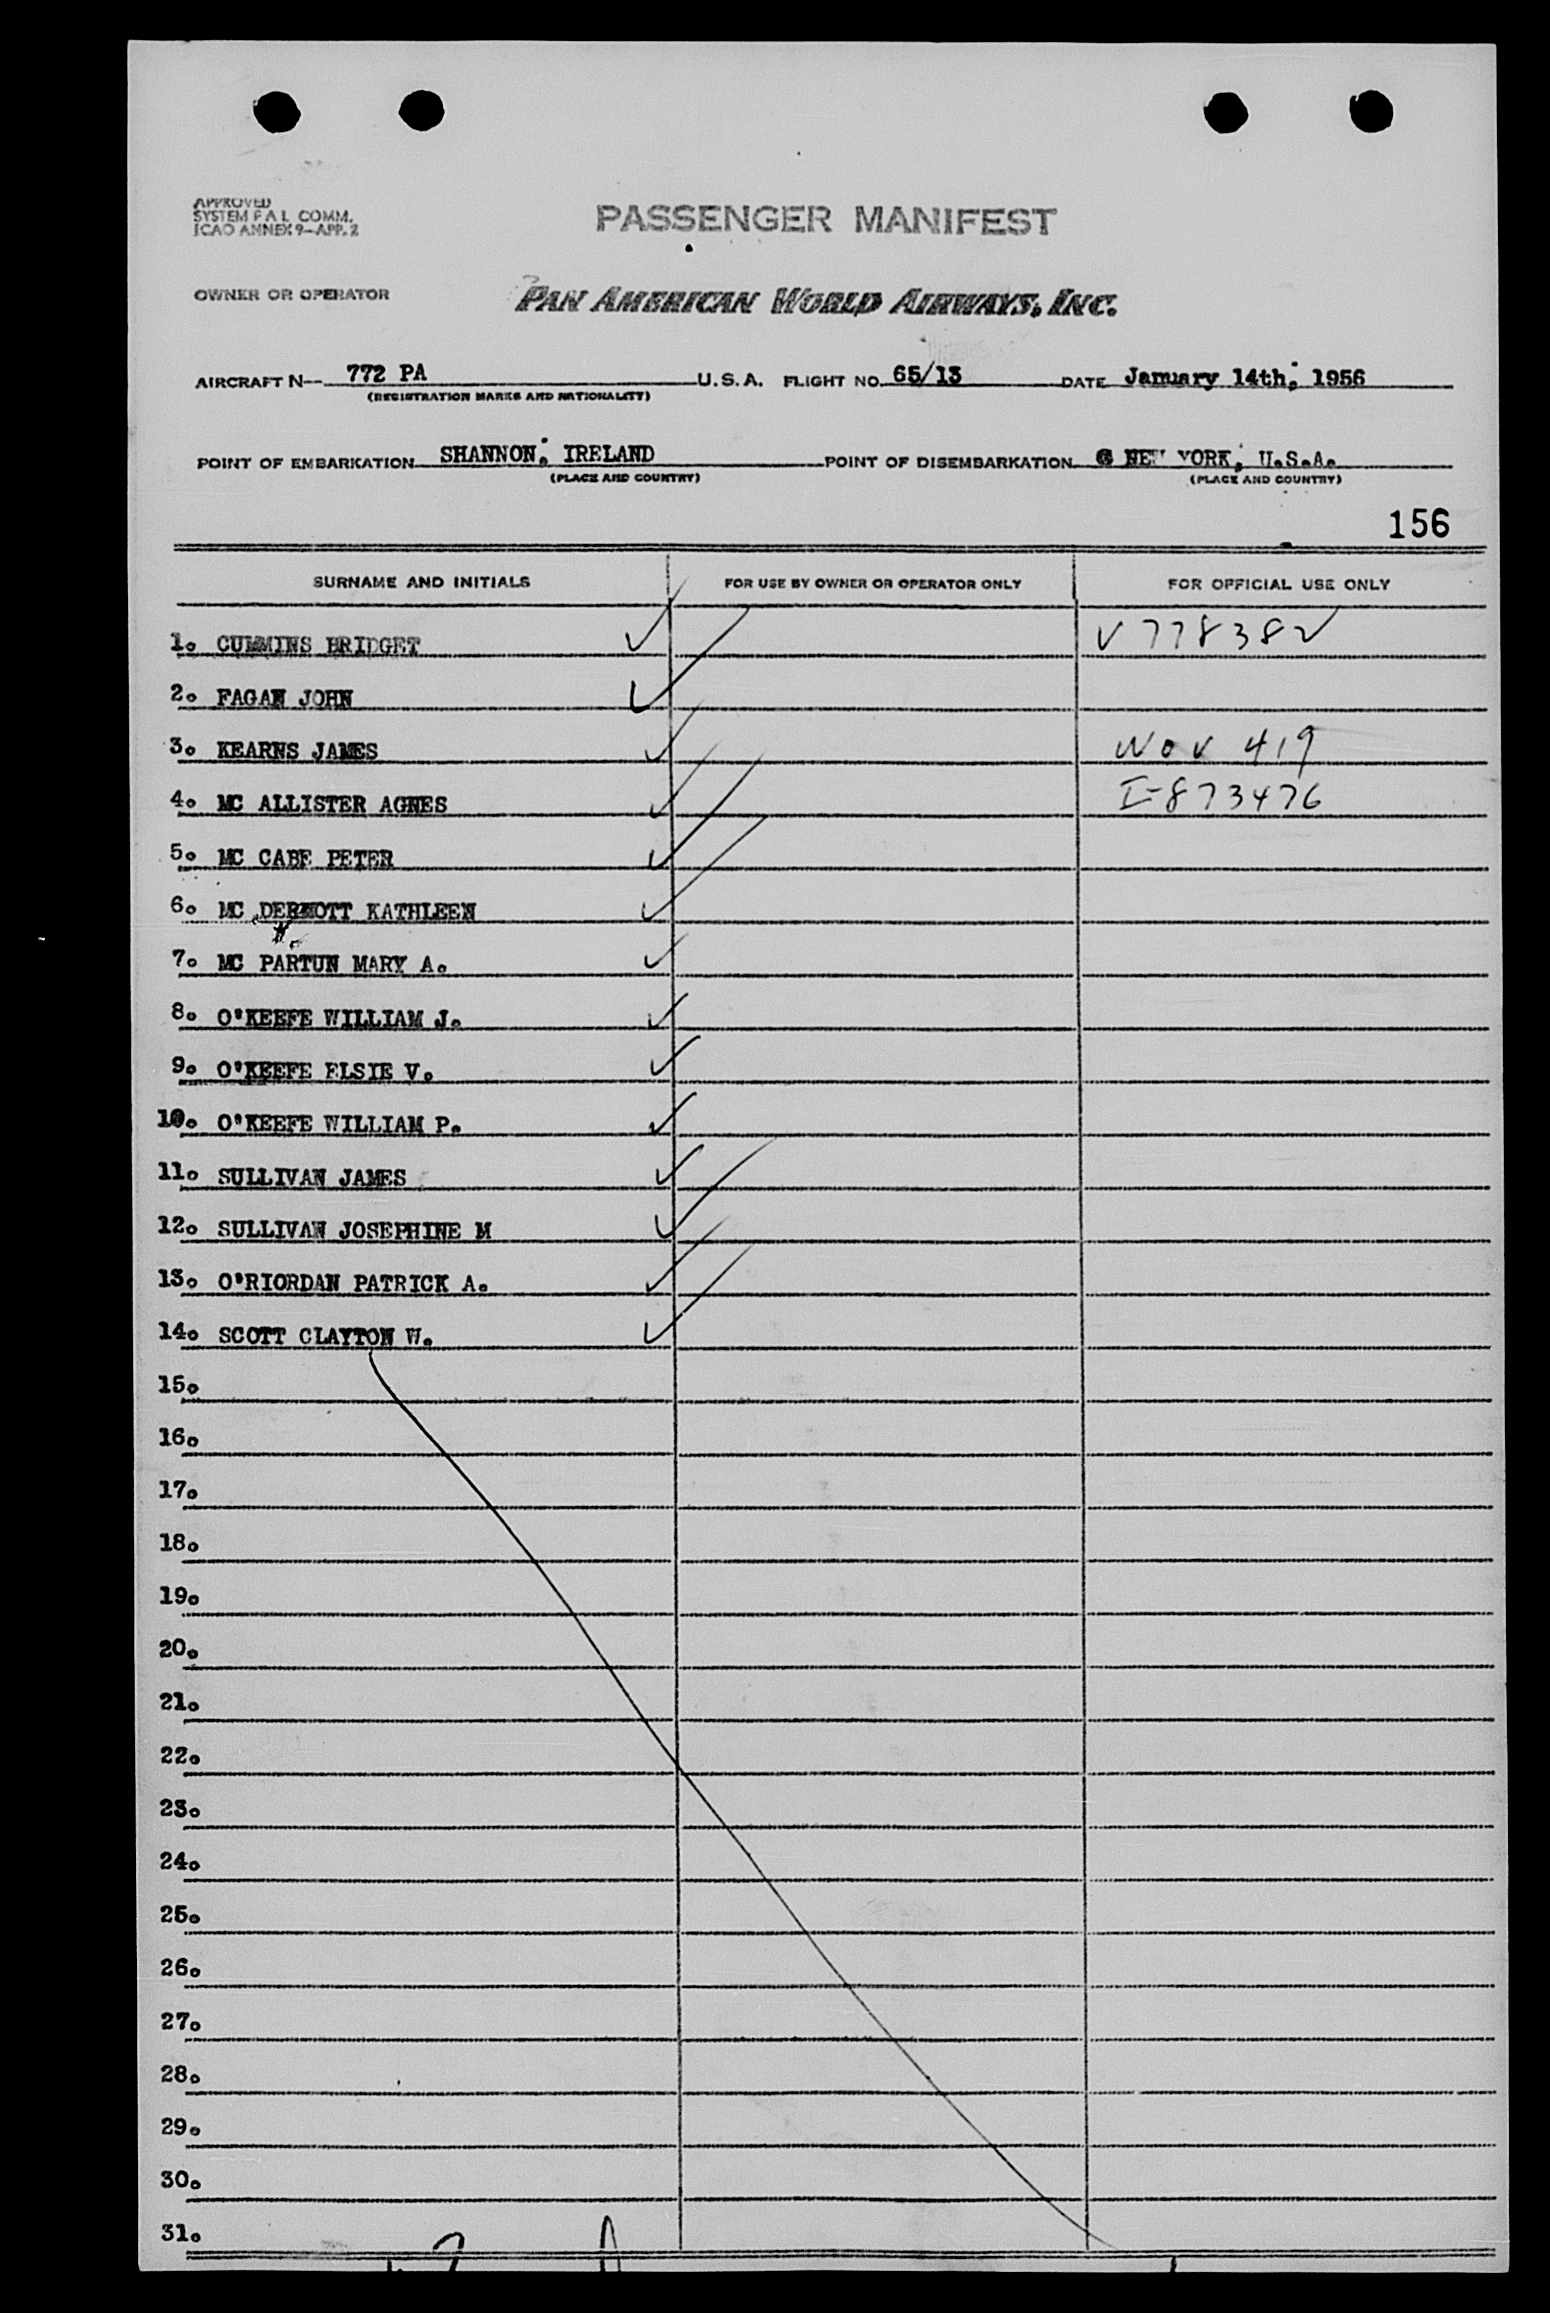 APPROVED
SYSTEM F A L COMM.
ICAO ANNEX 9—APP. 2
PASSENGER MANIFEST
OWNER OR OPERATOR
PAN AMERICAN WORLD AIRWAYS, INC.
AIRCRAFT N— 772 PA U.S.A. FLIGHT NO. 65/13 DATE January 14th, 1956
(REGISTRATION MARKS AND NATIONALITY)
POINT OF EMBARKATION SHANNON, IRELAND POINT OF DISEMBARKATION NEW YORK, U.S.A.
(PLACE AND COUNTRY) (PLACE AND COUNTRY)
156
SURNAME AND INITIALS FOR USE BY OWNER OR OPERATOR ONLY FOR OFFICIAL USE ONLY
1. CUMMINS BRIDGET V 778382
2. FAGAN JOHN
3. KEARNS JAMES NOV 419
4. MC ALLISTER AGNES I-873476
5. MC CABE PETER
6. MC DERMOTT KATHLEEN
7. MC PARTUN MARY A.
8. O'KEEFE WILLIAM J.
9. O'KEEFE ELSIE V.
10. O'KEEFE WILLIAM P.
11. SULLIVAN JAMES
12. SULLIVAN JOSEPHINE M
13. O'RIORDAN PATRICK A.
14. SCOTT CLAYTON W.
15.
16.
17.
18.
19.
20.
21.
22.
23.
24.
25.
26.
27.
28.
29.
30.
31.